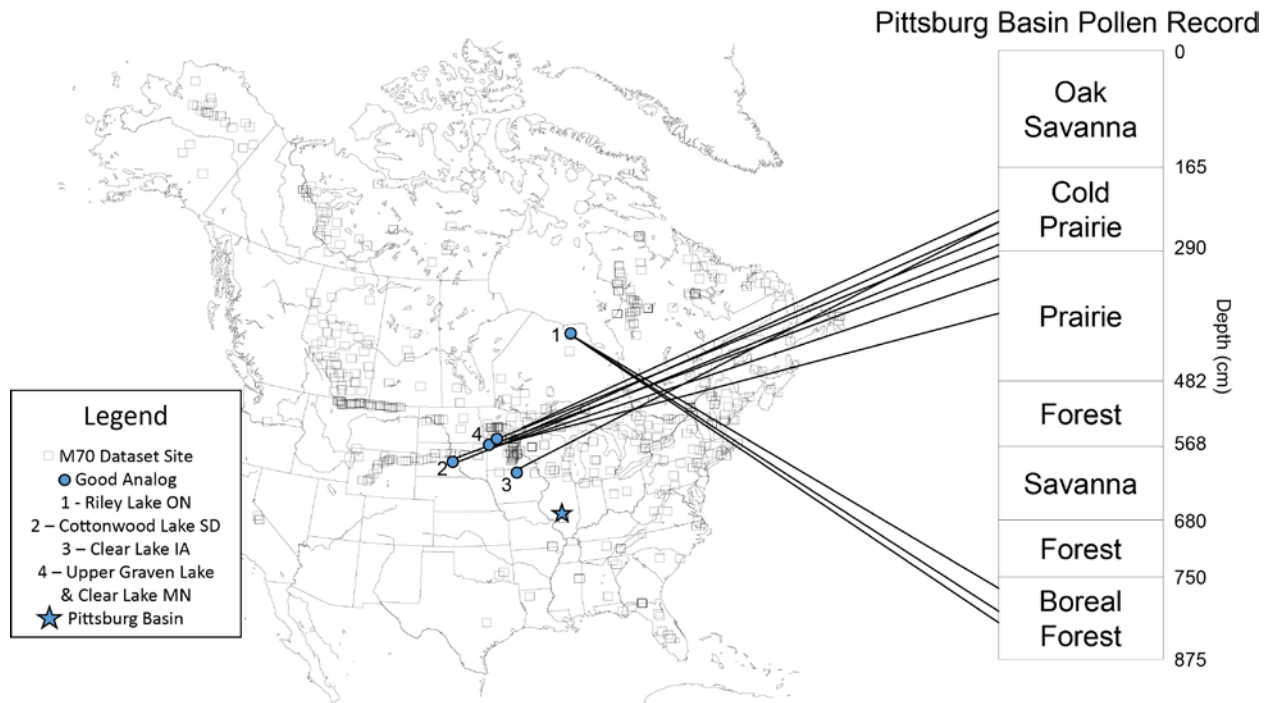 Pittsburg Basin Pollen Record
0
Oak
Savanna
165
Cold
Prairie
290
Prairie
Depth (cm)
482
Forest
568
Savanna
680
Forest
750
Boreal
Forest
875
1
4
2
3
Legend
M70 Dataset Site
Good Analog
1 - Riley Lake ON
2 – Cottonwood Lake SD
3 – Clear Lake IA
4 – Upper Graven Lake
& Clear Lake MN
Pittsburg Basin